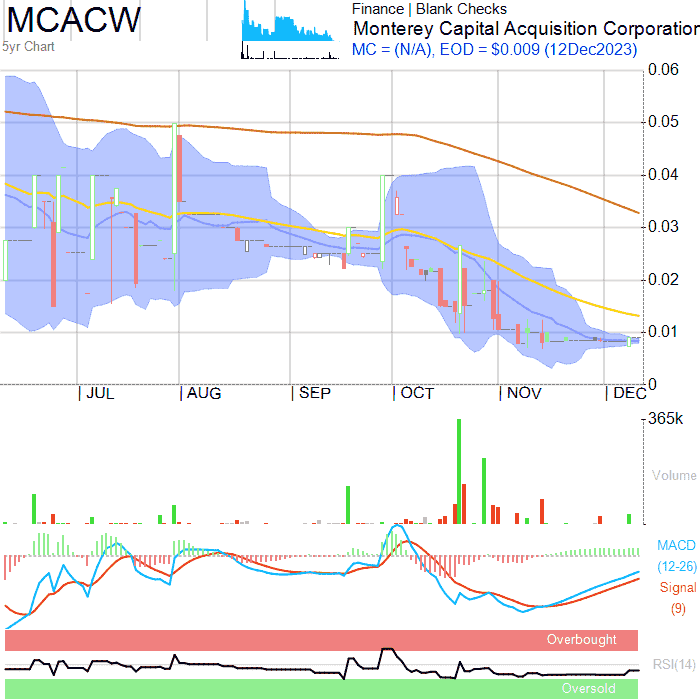 MCACW
5yr Chart
Finance | Blank Checks
Monterey Capital Acquisition Corporation
MC = (N/A), EOD = $0.009 (12Dec2023)
0.06
0.05
0.04
0.03
0.02
0.01
0
JUL AUG SEP OCT NOV DEC
365k
Volume
MACD
(12-26)
Signal
(9)
Overbought
RSI(14)
Oversold